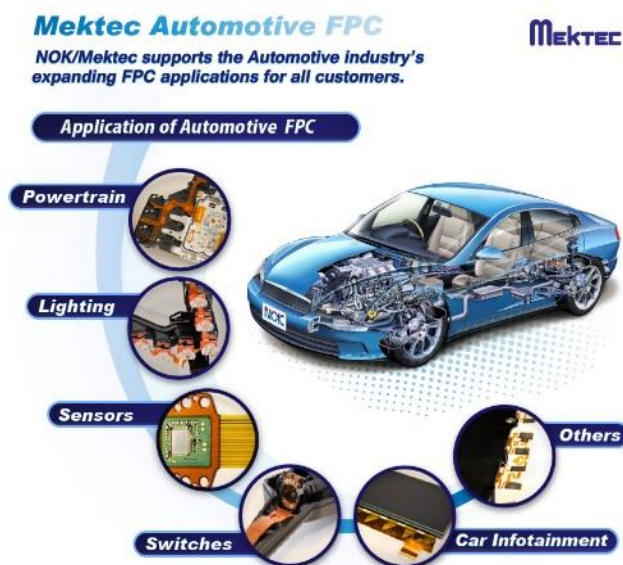 Mektec Automotive FPC
MEKTEC
NOK/Mektec supports the Automotive industry's
expanding FPC applications for all customers.
Application of Automotive FPC
Powertrain
Lighting
NOK
Sensors
Others
Switches
Car Infotainment